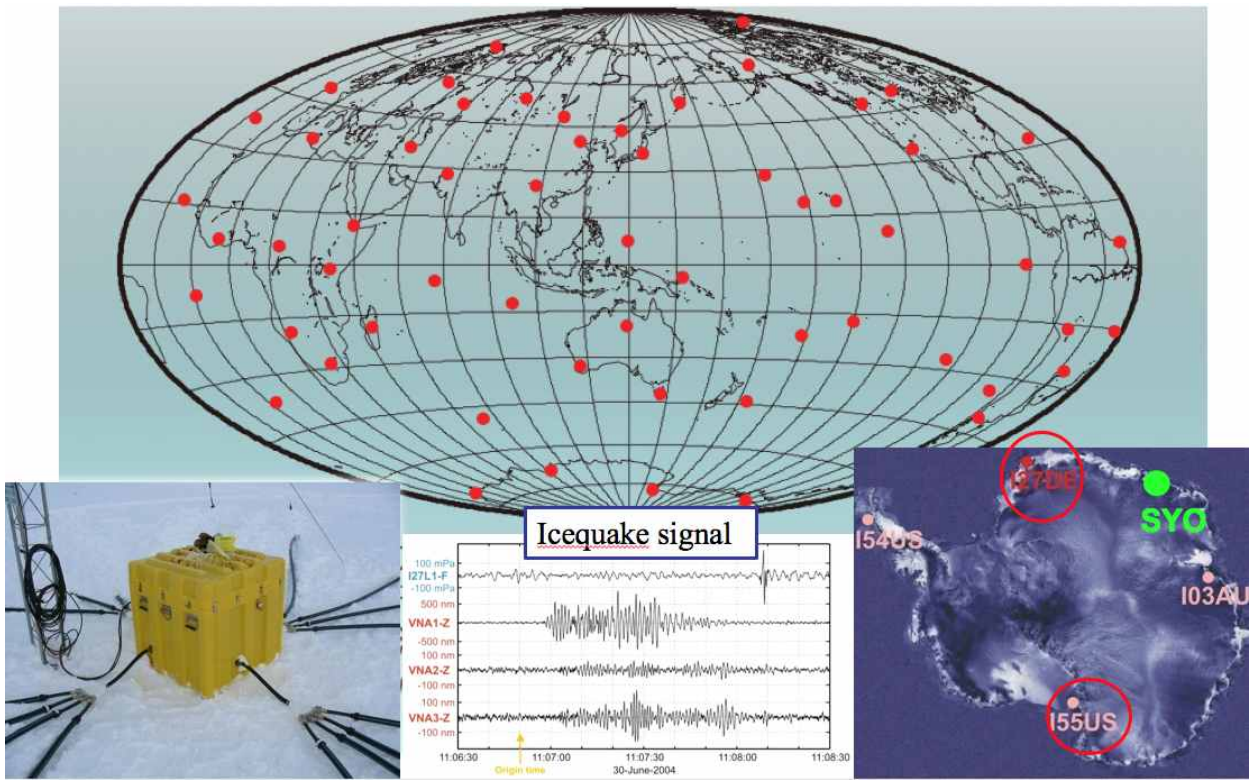 Icequake signal
100 mPa
I27L1-F
-100 mPa
500 nm
VNA1-Z
-500 nm
100 nm
VNA2-Z
-100 nm
100 nm
VNA3-Z
-100 nm
11:06:30 11:07:00 11:07:30 11:08:00 11:08:30
Origin time
30-June-2004
I27DE
SYO
I54US
I03AU
I55US